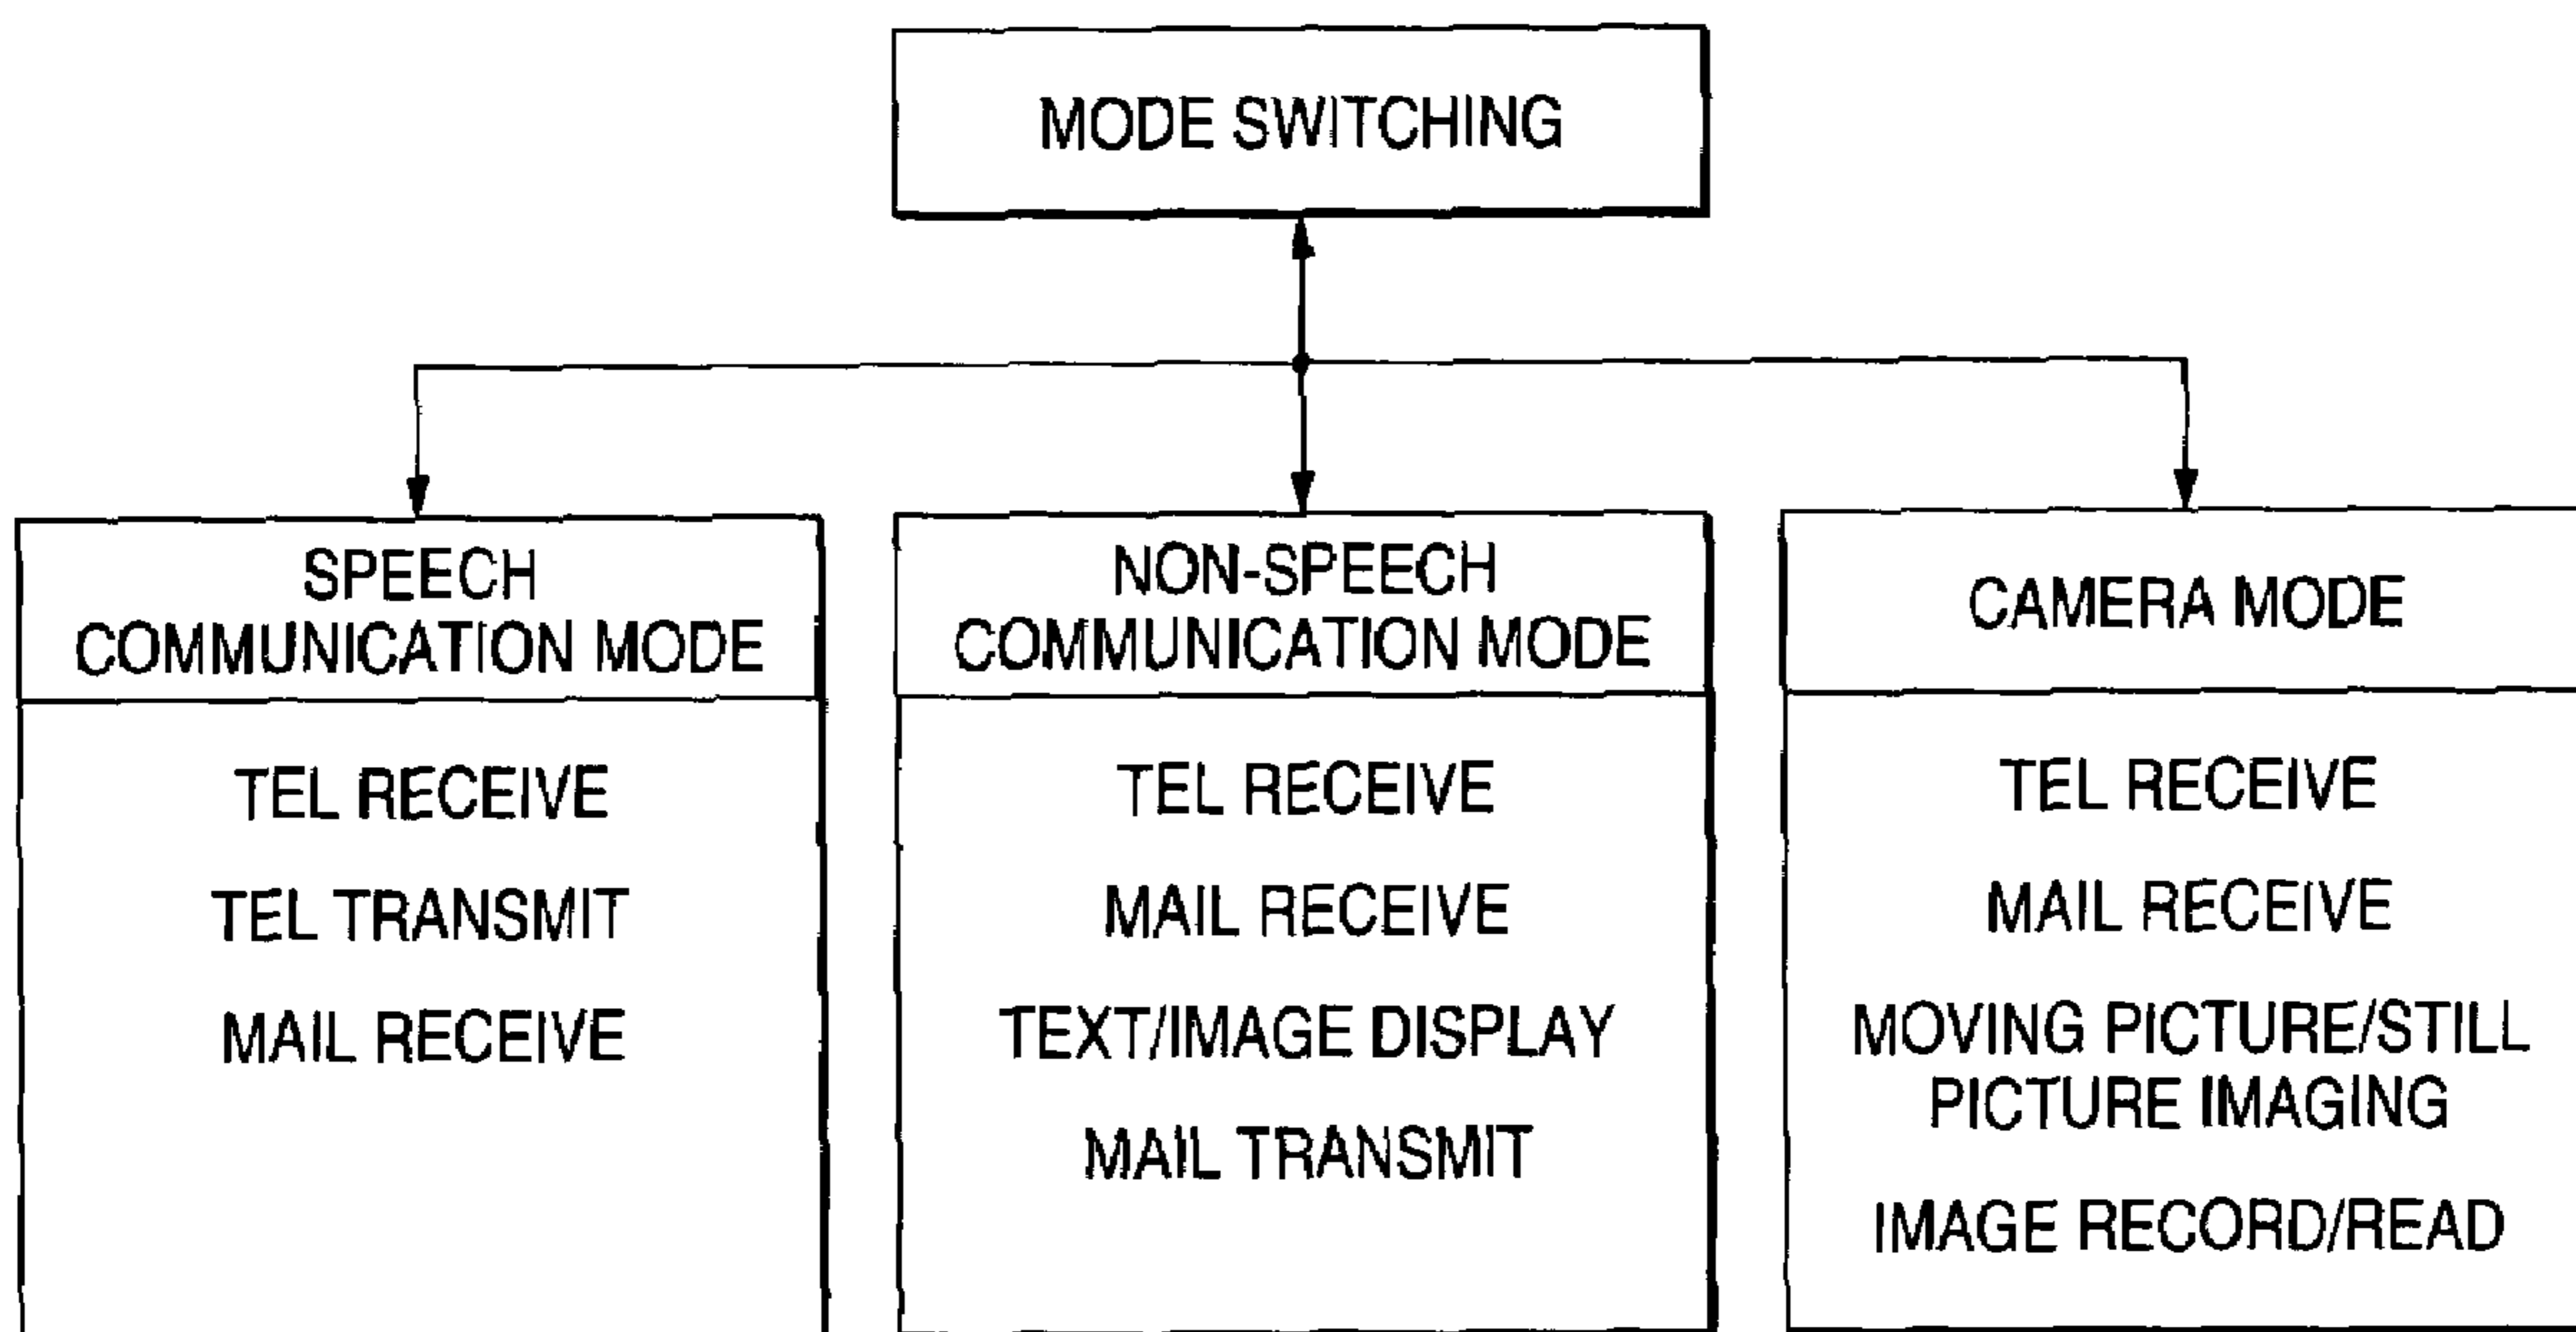 MODE SWITCHING
SPEECH
COMMUNICATION MODE
TEL RECEIVE
TEL TRANSMIT
MAIL RECEIVE
NON-SPEECH
COMMUNICATION MODE
TEL RECEIVE
MAIL RECEIVE
TEXT/IMAGE DISPLAY
MAIL TRANSMIT
CAMERA MODE
TEL RECEIVE
MAIL RECEIVE
MOVING PICTURE/STILL
PICTURE IMAGING
IMAGE RECORD/READ